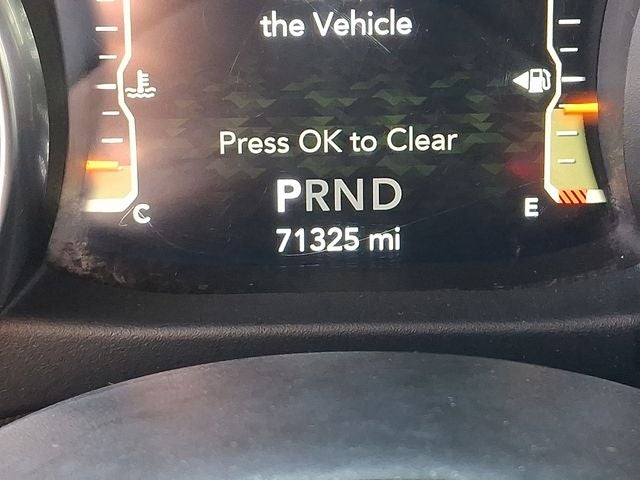 the Vehicle
Press OK to Clear
PRND
C
E
71325 mi